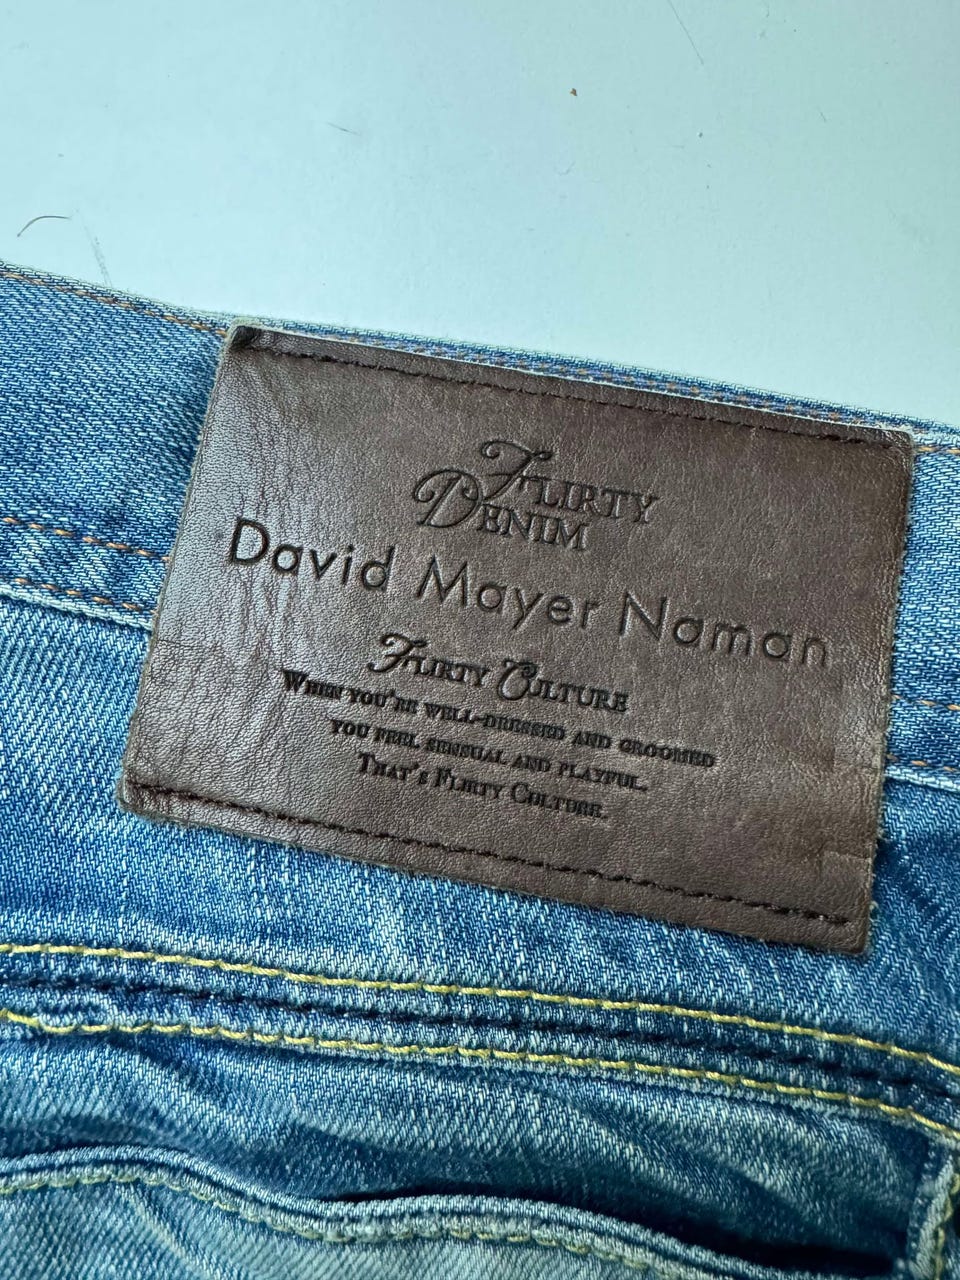 FLIRTY
DENIM
David Mayer Naman
FLIRTY CULTURE
WHEN YOU'RE WELL-DRESSED AND GROOMED
YOU FEEL SENSUAL AND PLAYFUL.
THAT'S FLIRTY CULTURE.